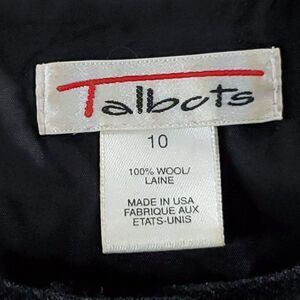 Talbots
10
100% WOOL/
LAINE
MADE IN USA
FABRIQUE AUX
ETATS-UNIS